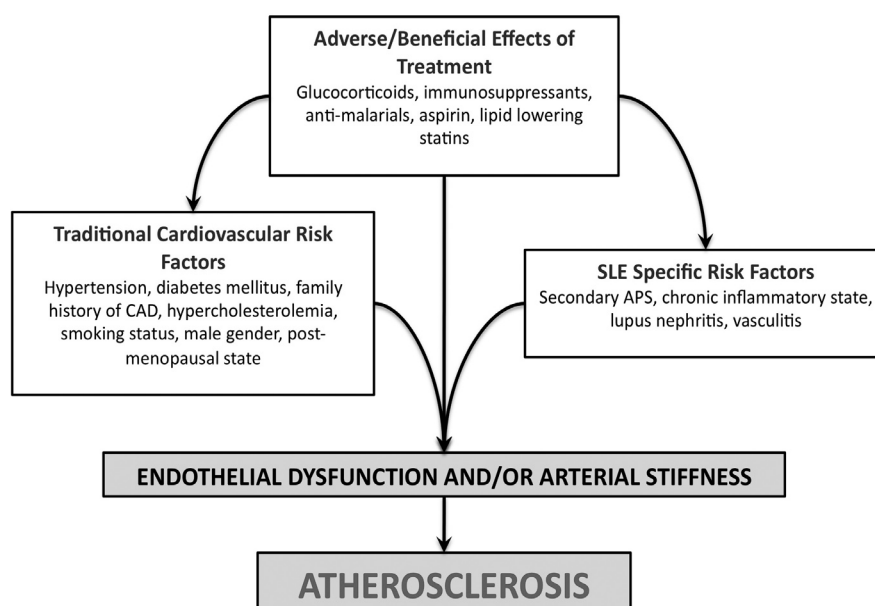 Adverse/Beneficial Effects of
Treatment
Glucocorticoids, immunosuppressants,
anti-malarials, aspirin, lipid lowering
statins
Traditional Cardiovascular Risk
Factors
Hypertension, diabetes mellitus, family
history of CAD, hypercholesterolemia,
smoking status, male gender, post-
menopausal state
SLE Specific Risk Factors
Secondary APS, chronic inflammatory state,
lupus nephritis, vasculitis
ENDOTHELIAL DYSFUNCTION AND/OR ARTERIAL STIFFNESS
ATHEROSCLEROSIS